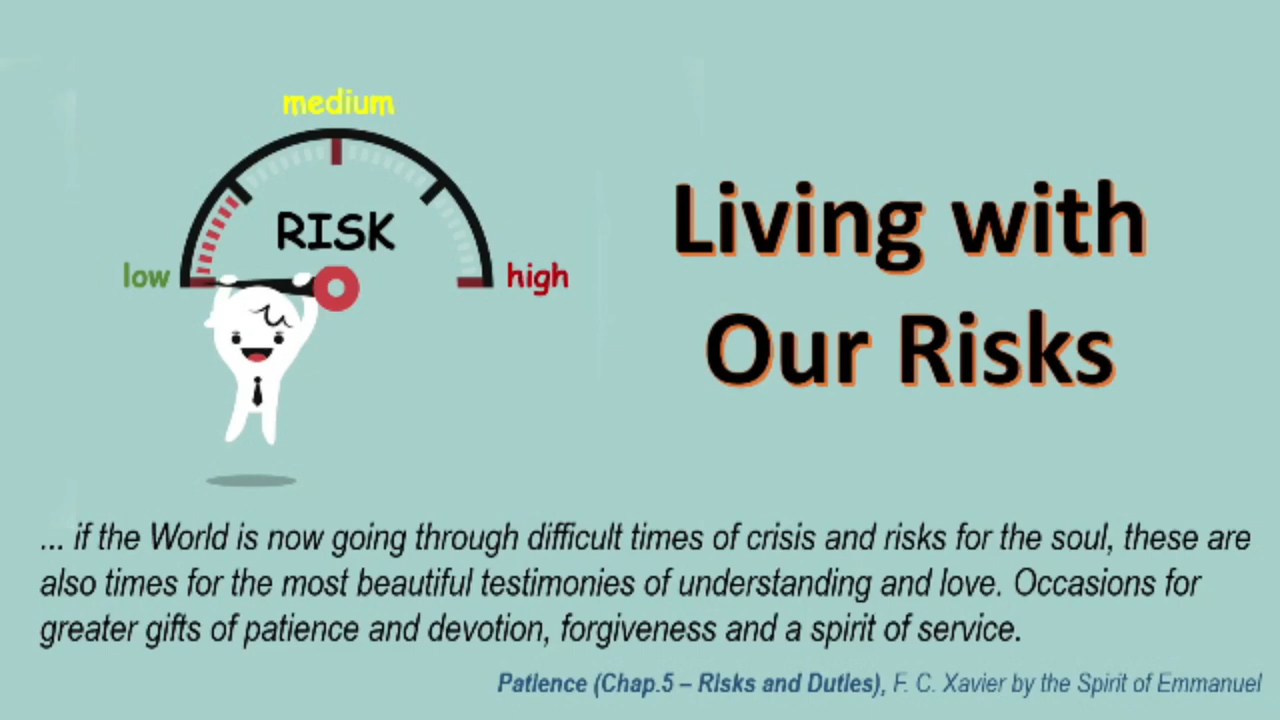 medium
RISK
low
high
Living with
Our Risks
... if the World is now going through difficult times of crisis and risks for the soul, these are
also times for the most beautiful testimonies of understanding and love. Occasions for
greater gifts of patience and devotion, forgiveness and a spirit of service.
Patience (Chap.5 – Risks and Duties), F. C. Xavier by the Spirit of Emmanuel